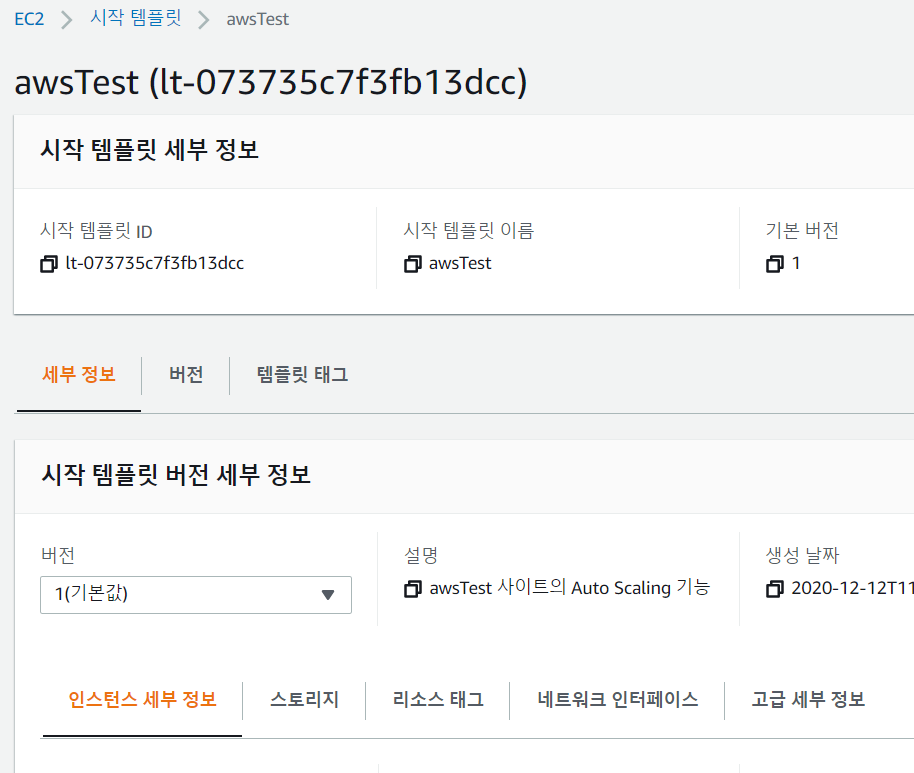 EC2 > 시작 템플릿 > awsTest
awsTest (lt-073735c7f3fb13dcc)
시작 템플릿 세부 정보
시작 템플릿 ID
lt-073735c7f3fb13dcc
시작 템플릿 이름
awsTest
기본 버전
1
세부 정보 버전 템플릿 태그
시작 템플릿 버전 세부 정보
버전
1(기본값)
설명
awsTest 사이트의 Auto Scaling 기능
생성 날짜
2020-12-12T11
인스턴스 세부 정보 스토리지 리소스 태그 네트워크 인터페이스 고급 세부 정보